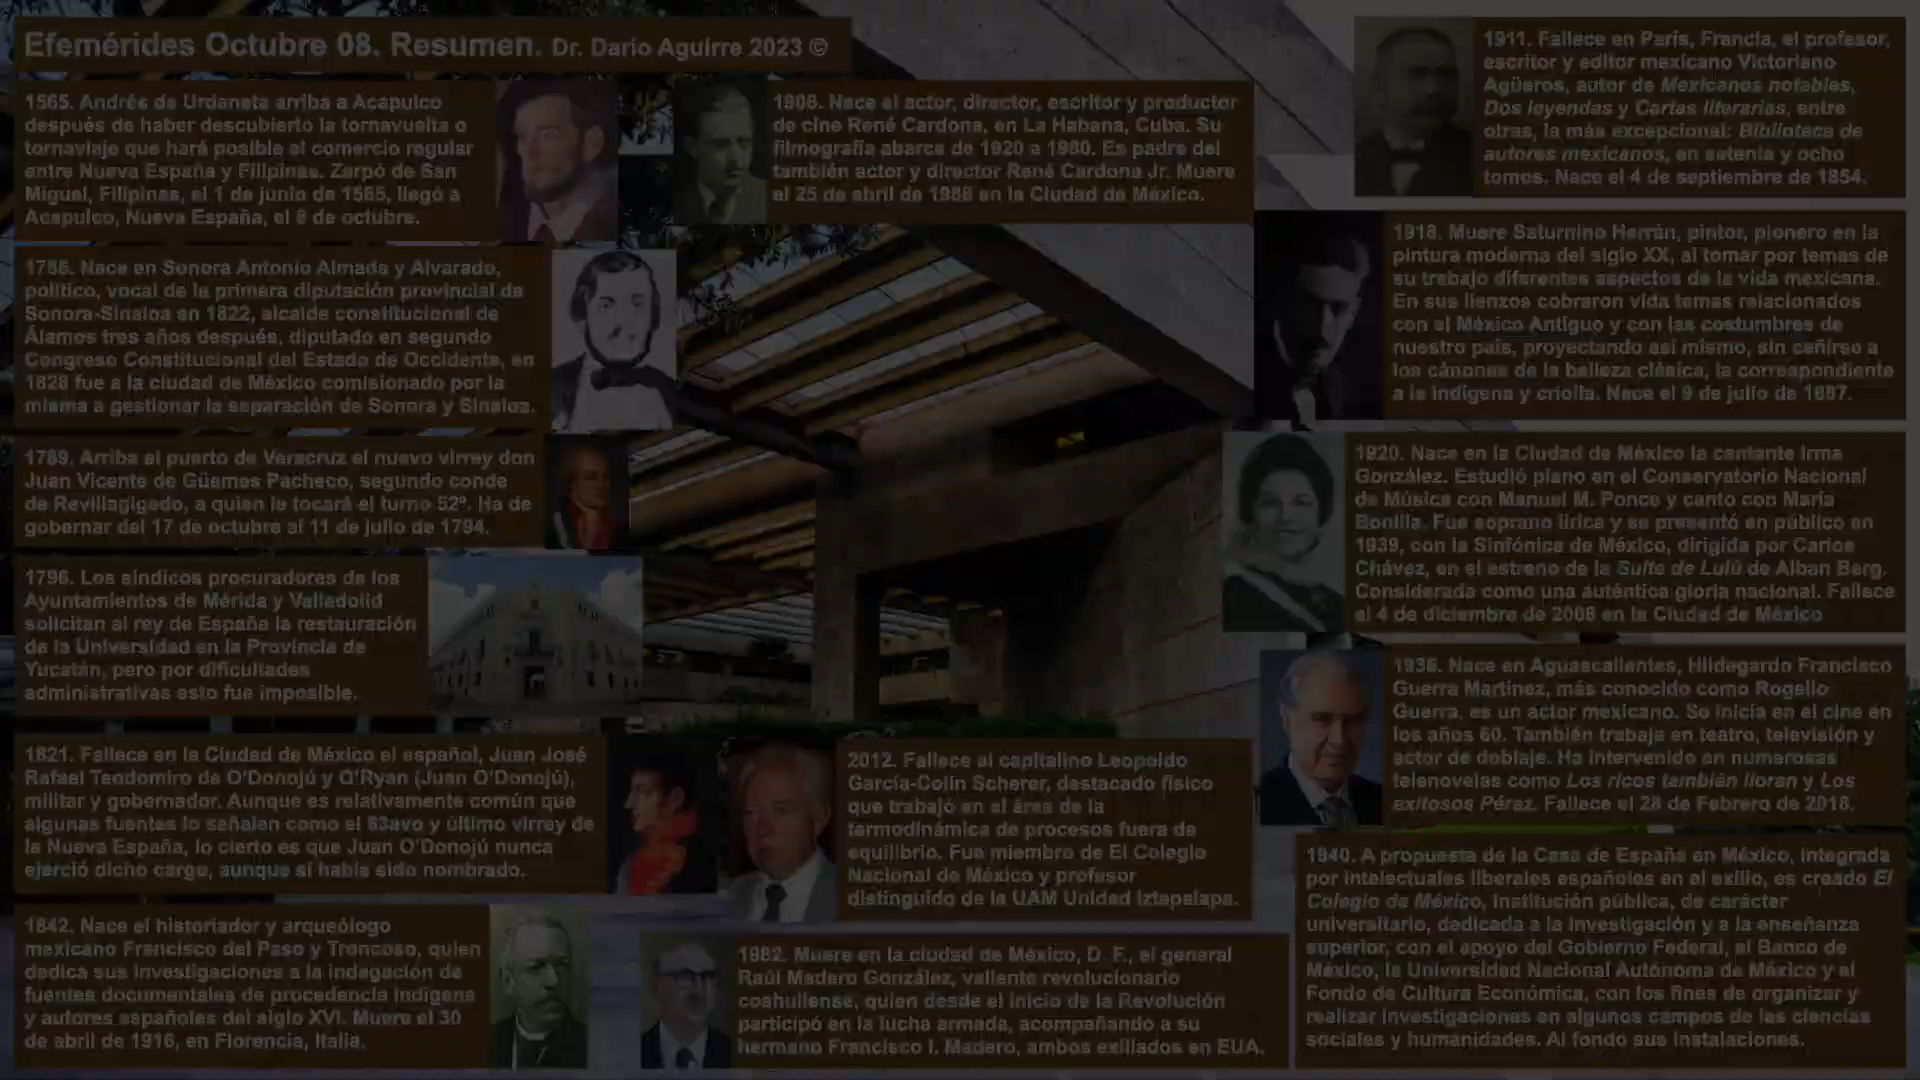 Efemérides Octubre 08. Resumen. Dr. Darío Aguirre 2023 ©
1565. Andrés de Urdaneta arriba a Acapulco
después de haber descubierto la tornavuelta o
tornaviaje que hará posible el comercio regular
entre Nueva España y Filipinas. Zarpó de San
Miguel, Filipinas, el 1 de junio de 1565, llegó a
Acapulco, Nueva España, el 8 de octubre.
1786. Nace en Sonora Antonio Almada y Alvarado,
político, vocal de la primera diputación provincial de
Sonora-Sinaloa en 1822, alcalde constitucional de
Álamos tres años después, diputado en segundo
Congreso Constitucional del Estado de Occidente, en
1828 fue a la ciudad de México comisionado por la
misma a gestionar la separación de Sonora y Sinaloa.
1789. Arriba al puerto de Veracruz el nuevo virrey don
Juan Vicente de Güemes Pacheco, segundo conde
de Revillagigedo, a quien le tocará el turno 52º. Ha de
gobernar del 17 de octubre al 11 de julio de 1794.
1796. Los síndicos procuradores de los
Ayuntamientos de Mérida y Valladolid
solicitan al rey de España la restauración
de la Universidad en la Provincia de
Yucatán, pero por dificultades
administrativas esto fue imposible.
1821. Fallece en la Ciudad de México el español, Juan José
Rafael Teodomiro de O'Donojú y O'Ryan (Juan O'Donojú),
militar y gobernador. Aunque es relativamente común que
algunas fuentes lo señalen como el 63avo y último virrey de
la Nueva España, lo cierto es que Juan O'Donojú nunca
ejerció dicho cargo, aunque sí había sido nombrado.
1842. Nace el historiador y arqueólogo
mexicano Francisco del Paso y Troncoso, quien
dedica sus investigaciones a la indagación de
fuentes documentales de procedencia indígena
y autores españoles del siglo XVI. Muere el 30
de abril de 1916, en Florencia, Italia.
1906. Nace el actor, director, escritor y productor
de cine René Cardona, en La Habana, Cuba. Su
filmografía abarca de 1920 a 1980. Es padre del
también actor y director René Cardona Jr. Muere
el 25 de abril de 1988 en la Ciudad de México.
1911. Fallece en París, Francia, el profesor,
escritor y editor mexicano Victoriano
Agüeros, autor de Mexicanos notables,
Dos leyendas y Cartas literarias, entre
otras, la más excepcional: Biblioteca de
autores mexicanos, en setenta y ocho
tomos. Nace el 4 de septiembre de 1854.
1918. Muere Saturnino Herrán, pintor, pionero en la
pintura moderna del siglo XX, al tomar por temas de
su trabajo diferentes aspectos de la vida mexicana.
En sus lienzos cobraron vida temas relacionados
con el México Antiguo y con las costumbres de
nuestro país, proyectando así mismo, sin ceñirse a
los cánones de la belleza clásica, la correspondiente
a la indígena y criolla. Nace el 9 de julio de 1887.
1920. Nace en la Ciudad de México la cantante Irma
González. Estudió piano en el Conservatorio Nacional
de Música con Manuel M. Ponce y canto con María
Bonilla. Fue soprano lírica y se presentó en público en
1939, con la Sinfónica de México, dirigida por Carlos
Chávez, en el estreno de la Suite de Lulú de Alban Berg.
Considerada como una auténtica gloria nacional. Fallece
el 4 de diciembre de 2008 en la Ciudad de México
1936. Nace en Aguascalientes, Hildegardo Francisco
Guerra Martínez, más conocido como Rogelio
Guerra, es un actor mexicano. Se inicia en el cine en
los años 60. También trabaja en teatro, televisión y
actor de doblaje. Ha intervenido en numerosas
telenovelas como Los ricos también lloran y Los
exitosos Pérez. Fallece el 28 de Febrero de 2018.
1940. A propuesta de la Casa de España en México, integrada
por intelectuales liberales españoles en el exilio, es creado El
Colegio de México, institución pública, de carácter
universitario, dedicada a la investigación y a la enseñanza
superior, con el apoyo del Gobierno Federal, el Banco de
México, la Universidad Nacional Autónoma de México y el
Fondo de Cultura Económica, con los fines de organizar y
realizar investigaciones en algunos campos de las ciencias
sociales y humanidades. Al fondo sus instalaciones.
2012. Fallece el capitalino Leopoldo
García-Colín Scherer, destacado físico
que trabajó en el área de la
termodinámica de procesos fuera de
equilibrio. Fue miembro de El Colegio
Nacional de México y profesor
distinguido de la UAM Unidad Iztapalapa.
1982. Muere en la ciudad de México, D. F., el general
Raúl Madero González, valiente revolucionario
coahuilense, quien desde el inicio de la Revolución
participó en la lucha armada, acompañando a su
hermano Francisco I. Madero, ambos exiliados en EUA.